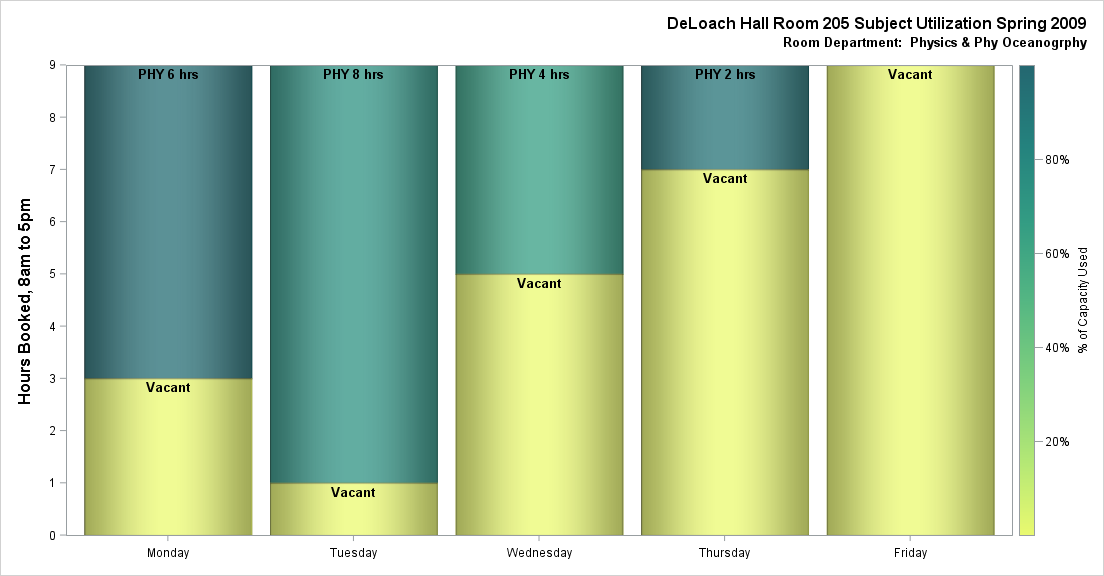 DeLoach Hall Room 205 Subject Utilization Spring 2009
Room Department:  Physics & Phy Oceanogrphy
Hours Booked, 8am to 5pm
9
8
7
6
5
4
3
2
1
0
PHY 6 hrs
Vacant
PHY 8 hrs
Vacant
PHY 4 hrs
Vacant
PHY 2 hrs
Vacant
Vacant
Monday
Tuesday
Wednesday
Thursday
Friday
80%
60%
40%
20%
% of Capacity Used